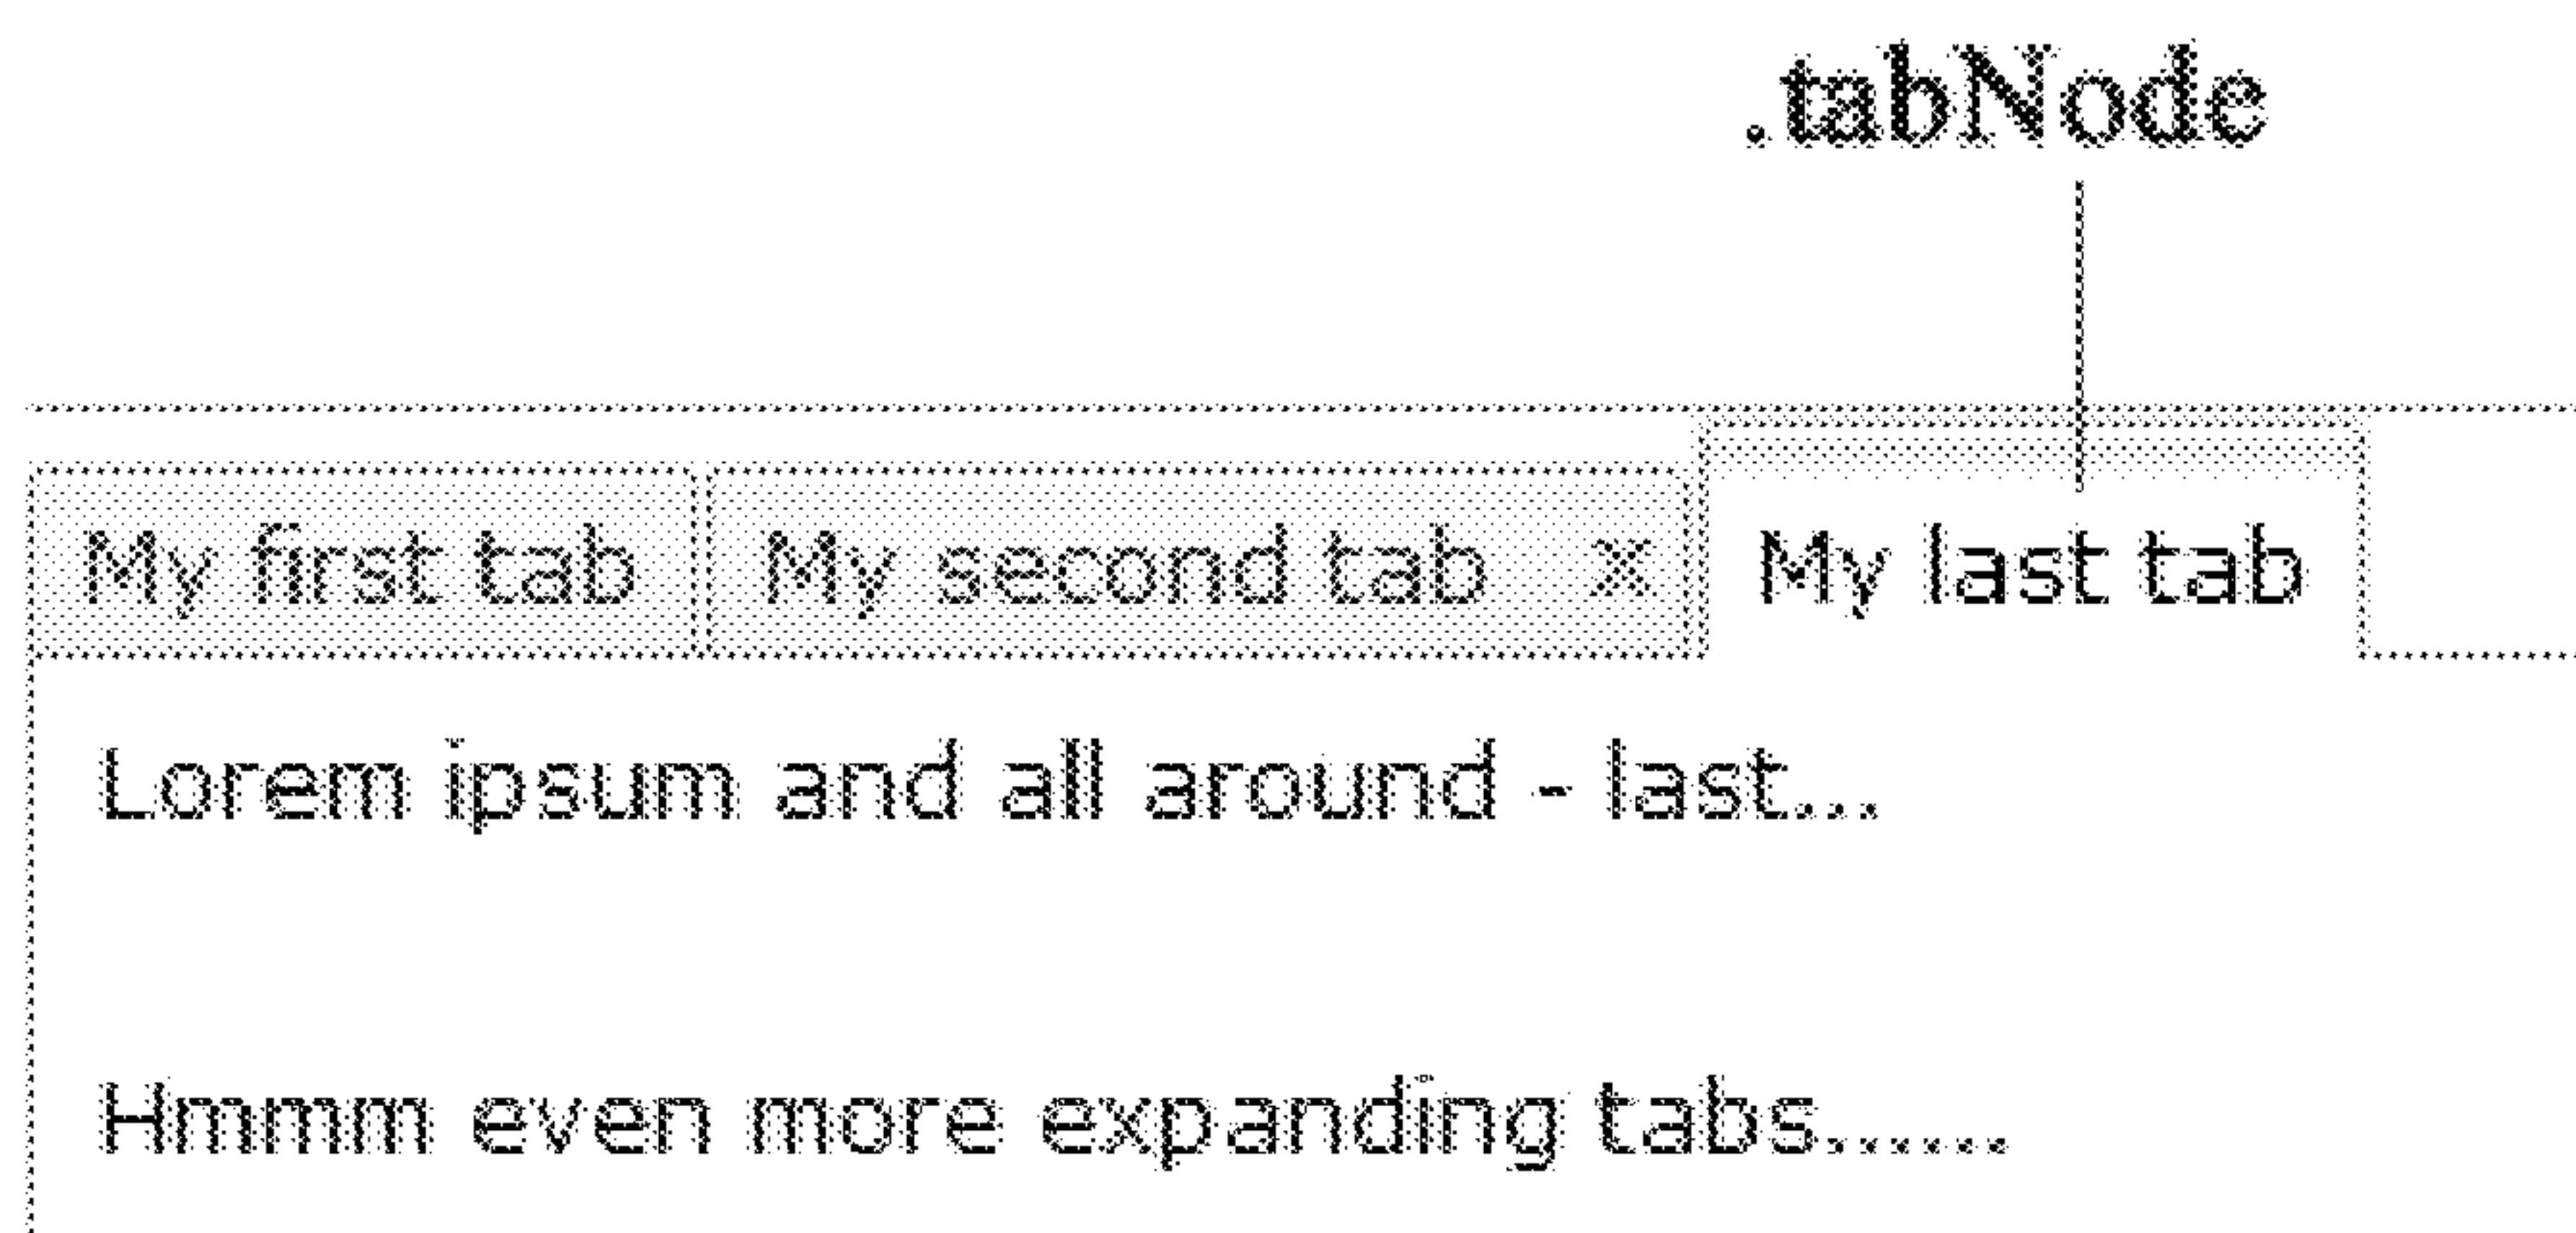 .tabNode
My first tab My second tab x My last tab
Lorem ipsum and all around - last...
Hmmm even more expanding tabs......